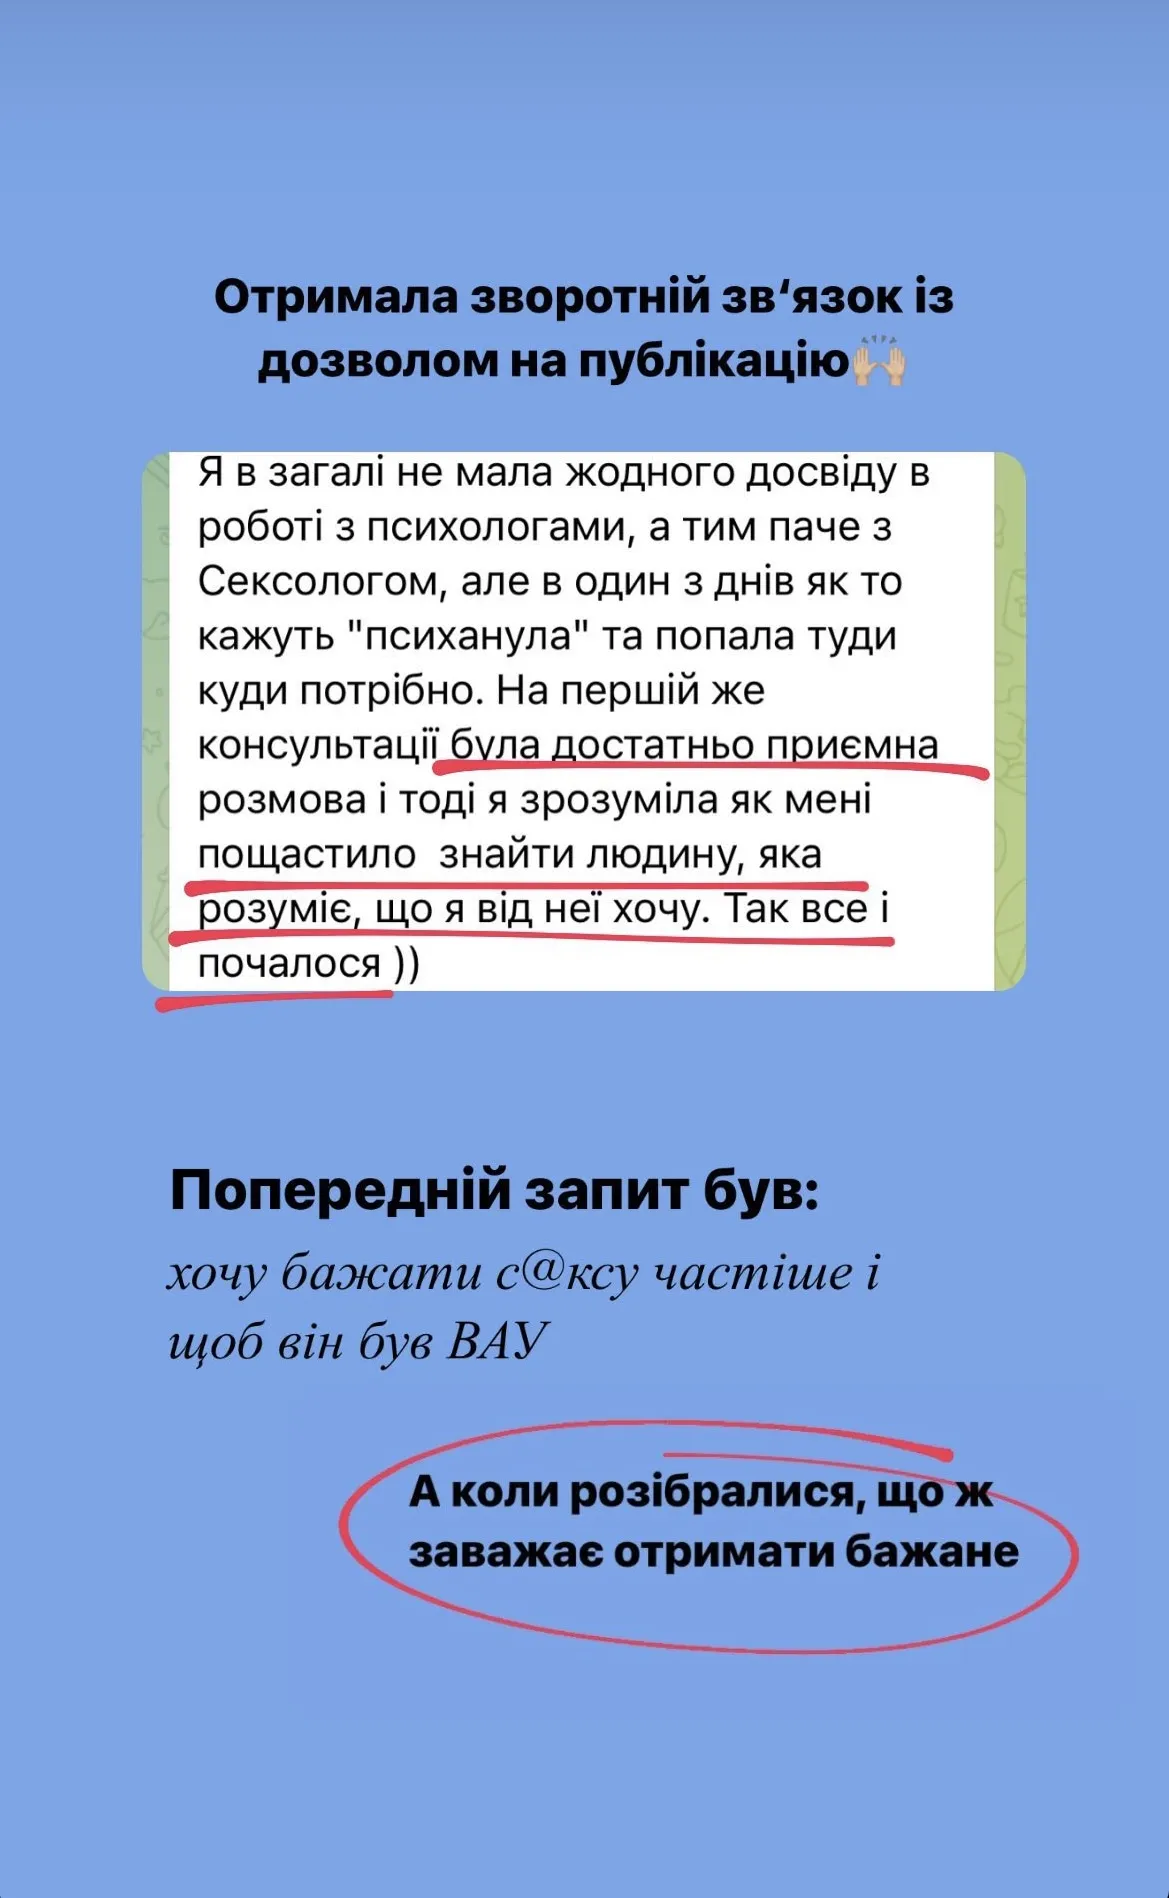 Отримала зворотній зв‘язок із
дозволом на публікацію🙌🏼
Я в загалі не мала жодного досвіду в
роботі з психологами, а тим паче з
Сексологом, але в один з днів як то
кажуть "психанула" та попала туди
куди потрібно. На першій же
консультації була достатньо приємна
розмова і тоді я зрозуміла як мені
пощастило  знайти людину, яка
розуміє, що я від неї хочу. Так все і
почалося ))
Попередній запит був:
хочу бажати с@ксу частіше і
щоб він був ВАУ
А коли розібралися, що ж
заважає отримати бажане